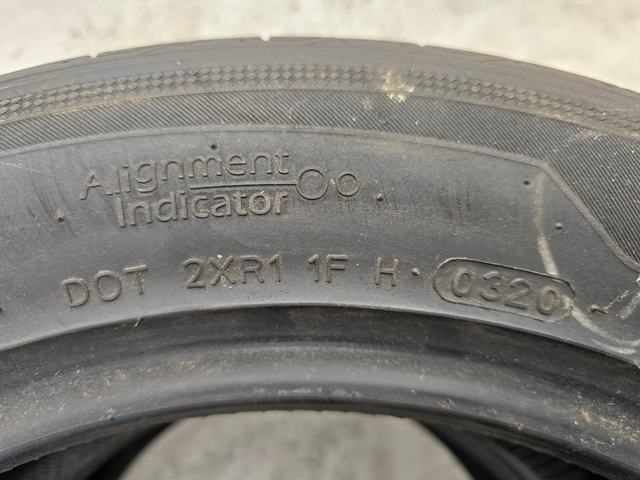 Alignment
Indicator
DOT 2XR1 1F H 0320